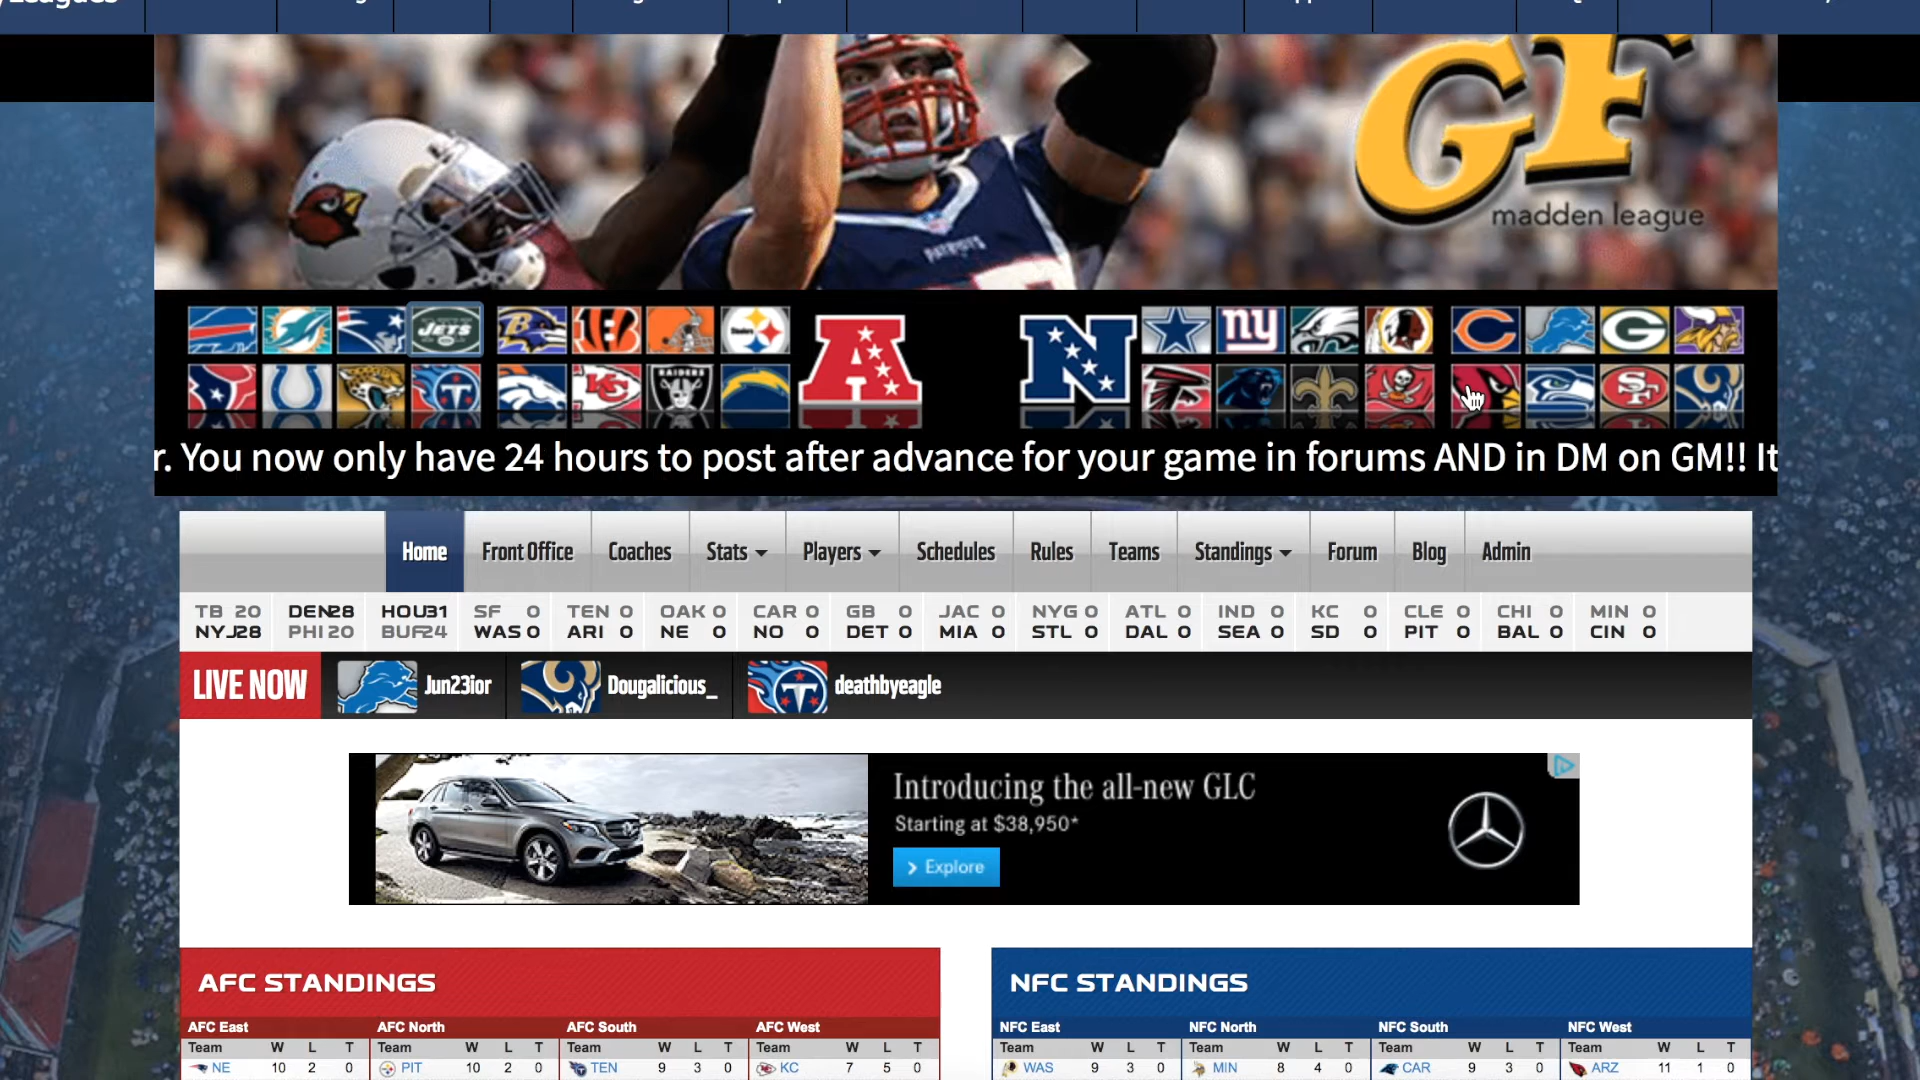 GF
madden league
PATRIOTS
JETS
ny
r. You now only have 24 hours to post after advance for your game in forums AND in DM on GM!! It
Home Front Office Coaches Stats Players Schedules Rules Teams Standings Forum Blog Admin
TB 20 DEN28 HOU31 SF 0 TEN 0 OAK 0 CAR 0 GB 0 JAC 0 NYG 0 ATL 0 IND 0 KC 0 CLE 0 CHI 0 MIN 0
NYJ28 PHI 20 BUF24 WAS 0 ARI 0 NE 0 NO 0 DET 0 MIA 0 STL 0 DAL 0 SEA 0 SD 0 PIT 0 BAL 0 CIN 0
LIVE NOW Jun23ior Dougalicious_ deathbyeagle
Introducing the all-new GLC
Starting at $38,950*
Explore
AFC STANDINGS NFC STANDINGS
AFC East AFC North AFC South AFC West NFC East NFC North NFC South NFC West
Team W L T Team W L T Team W L T Team W L T Team W L T Team W L T Team W L T Team W L T
NE 10 2 0 PIT 10 2 0 TEN 9 3 0 KC 7 5 0 WAS 9 3 0 MIN 8 4 0 CAR 9 3 0 ARZ 11 1 0